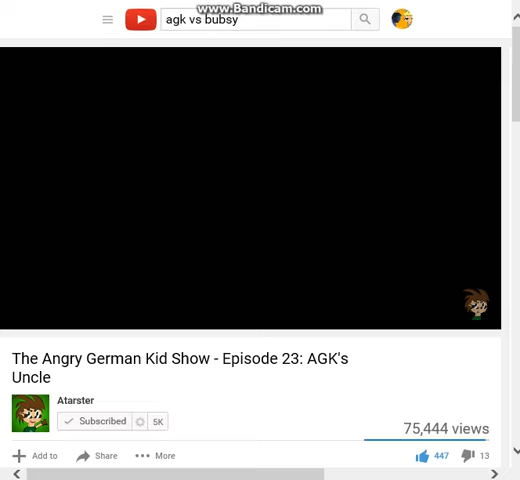 www.Bandicam.com
agk vs bubsy
The Angry German Kid Show - Episode 23: AGK's
Uncle
Atarster
Subscribed 5K
75,444 views
Add to Share More 447 13